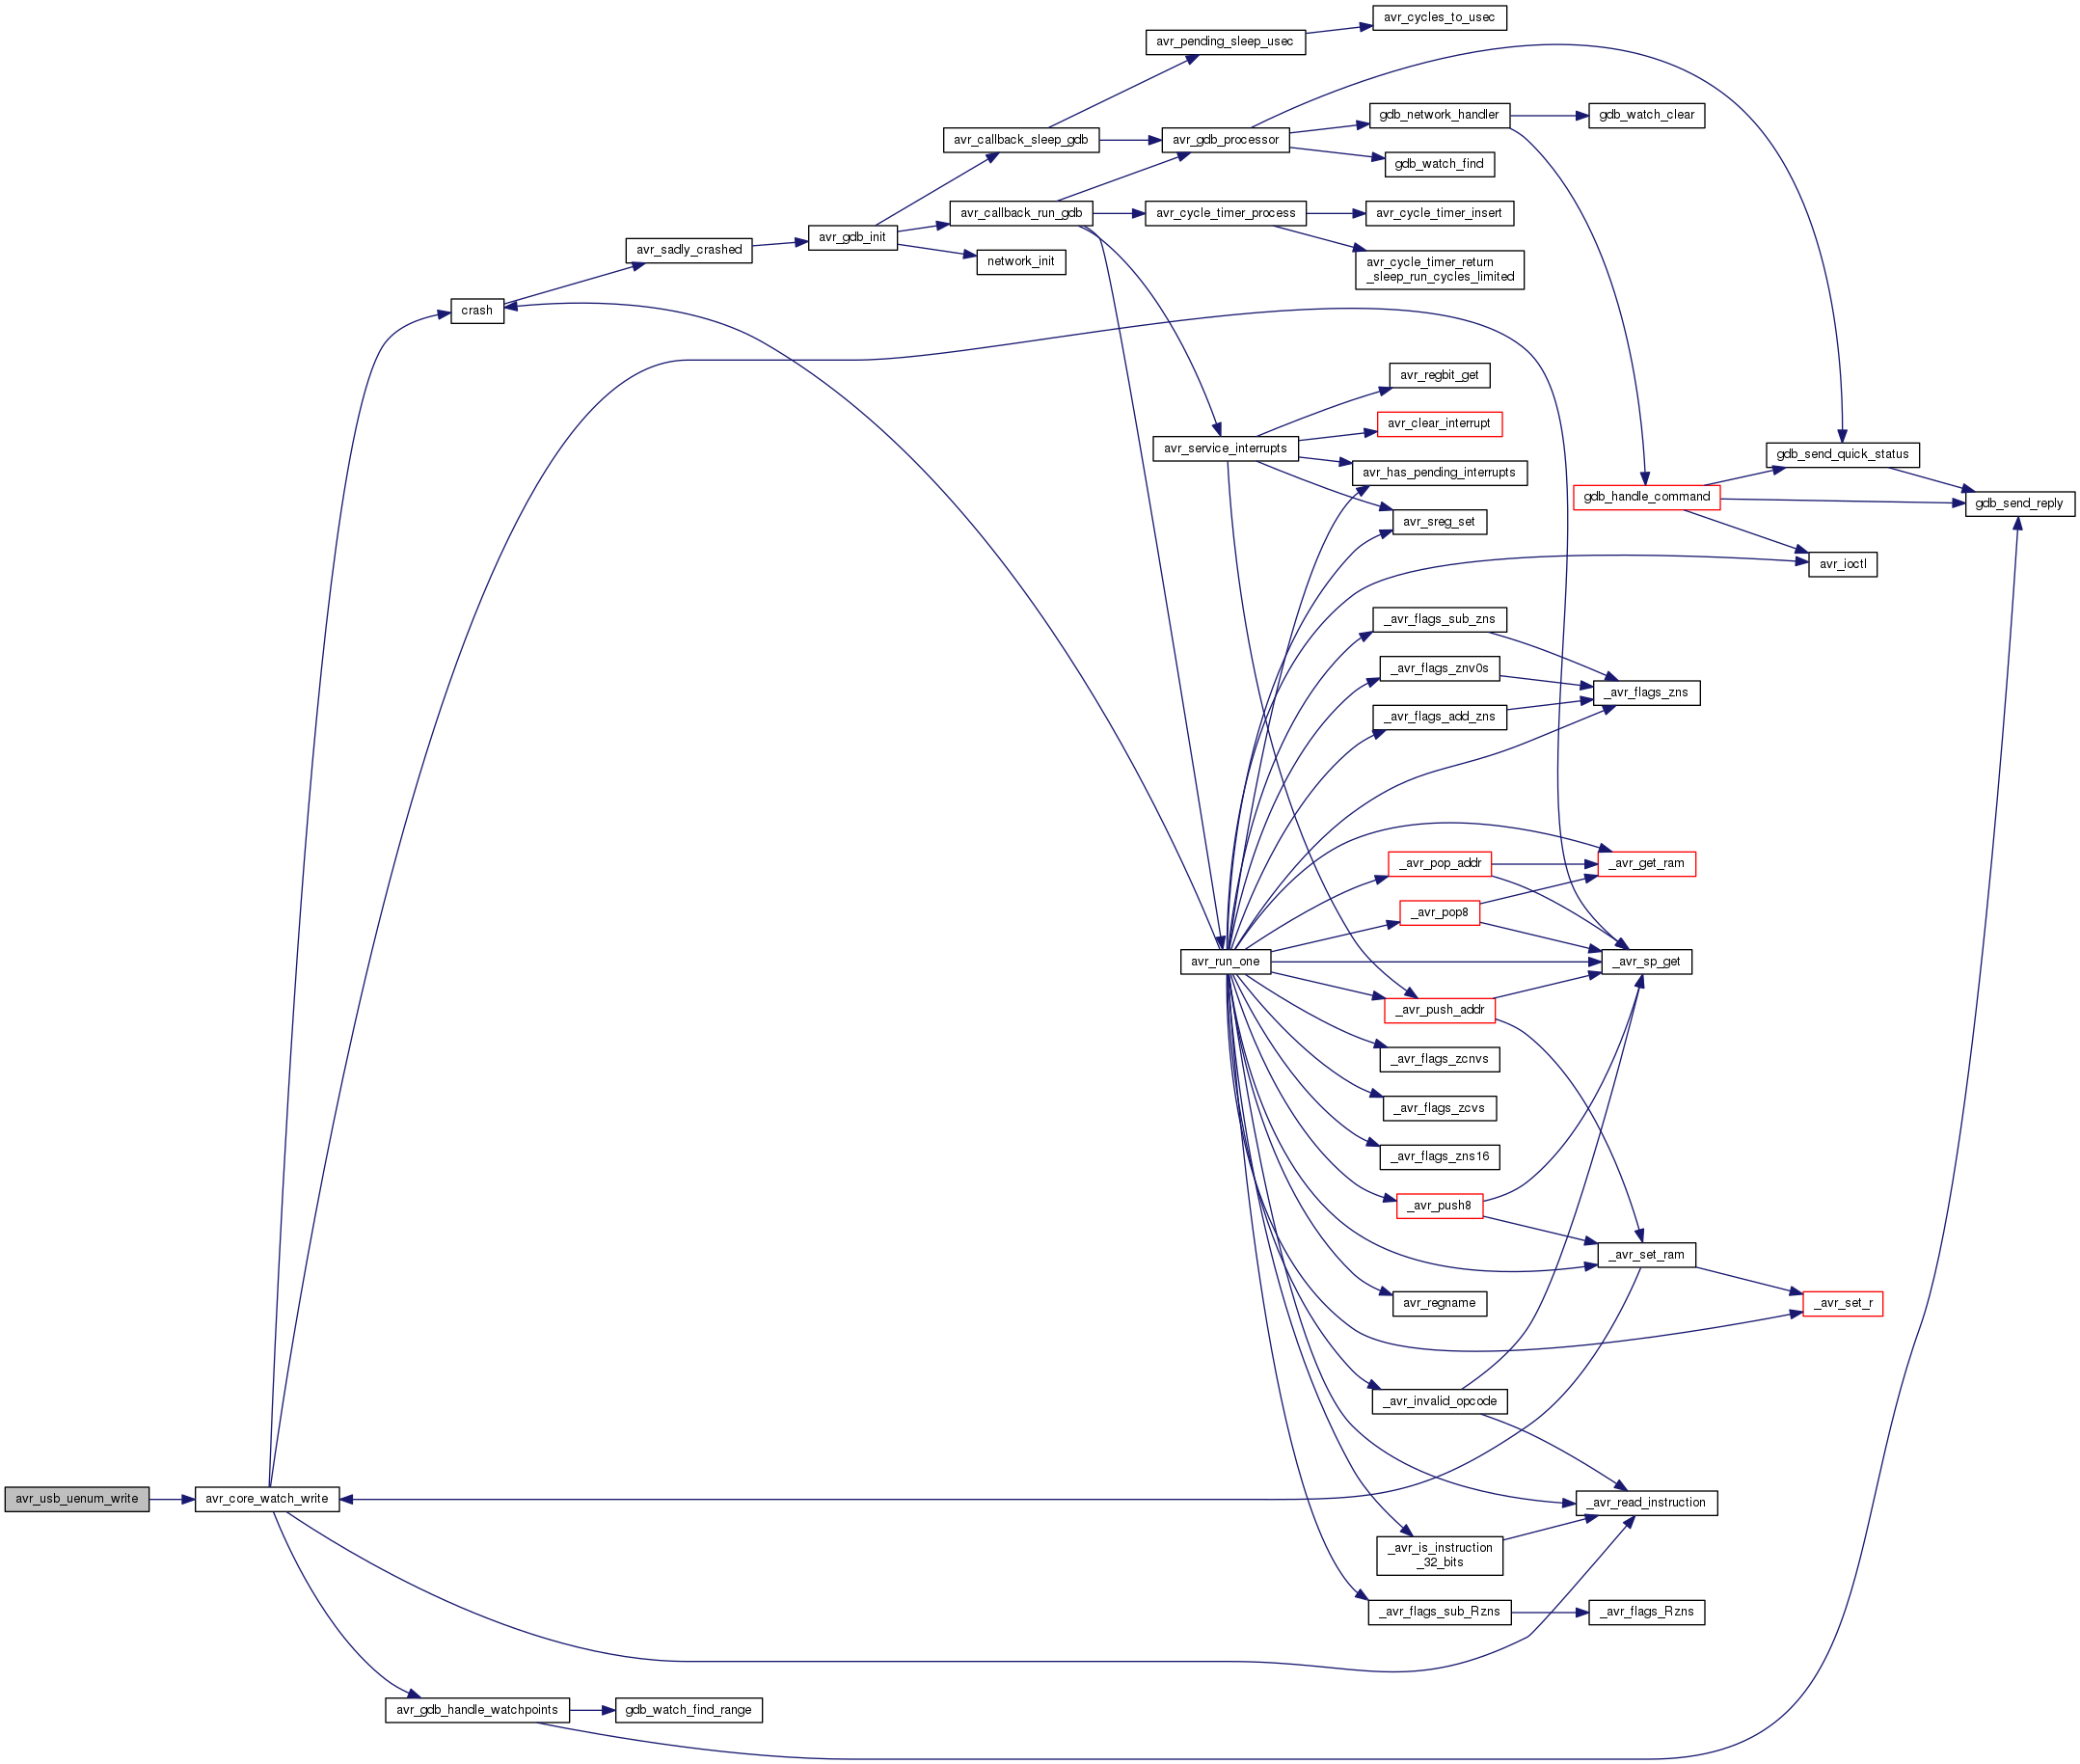 avr_cycles_to_usec
avr_pending_sleep_usec
gdb_network_handler
gdb_watch_clear
avr_callback_sleep_gdb
avr_gdb_processor
gdb_watch_find
avr_callback_run_gdb
avr_cycle_timer_process
avr_cycle_timer_insert
avr_gdb_init
avr_sadly_crashed
network_init
avr_cycle_timer_return
_sleep_run_cycles_limited
crash
avr_regbit_get
avr_clear_interrupt
avr_service_interrupts
gdb_send_quick_status
avr_has_pending_interrupts
gdb_handle_command
gdb_send_reply
avr_sreg_set
avr_ioctl
_avr_flags_sub_zns
_avr_flags_znv0s
_avr_flags_zns
_avr_flags_add_zns
_avr_pop_addr
_avr_get_ram
_avr_pop8
avr_run_one
_avr_sp_get
_avr_push_addr
_avr_flags_zcnvs
_avr_flags_zcvs
_avr_flags_zns16
_avr_push8
_avr_set_ram
avr_regname
_avr_set_r
_avr_invalid_opcode
avr_usb_uenum_write
avr_core_watch_write
_avr_read_instruction
_avr_is_instruction
_32_bits
_avr_flags_sub_Rzns
_avr_flags_Rzns
avr_gdb_handle_watchpoints
gdb_watch_find_range